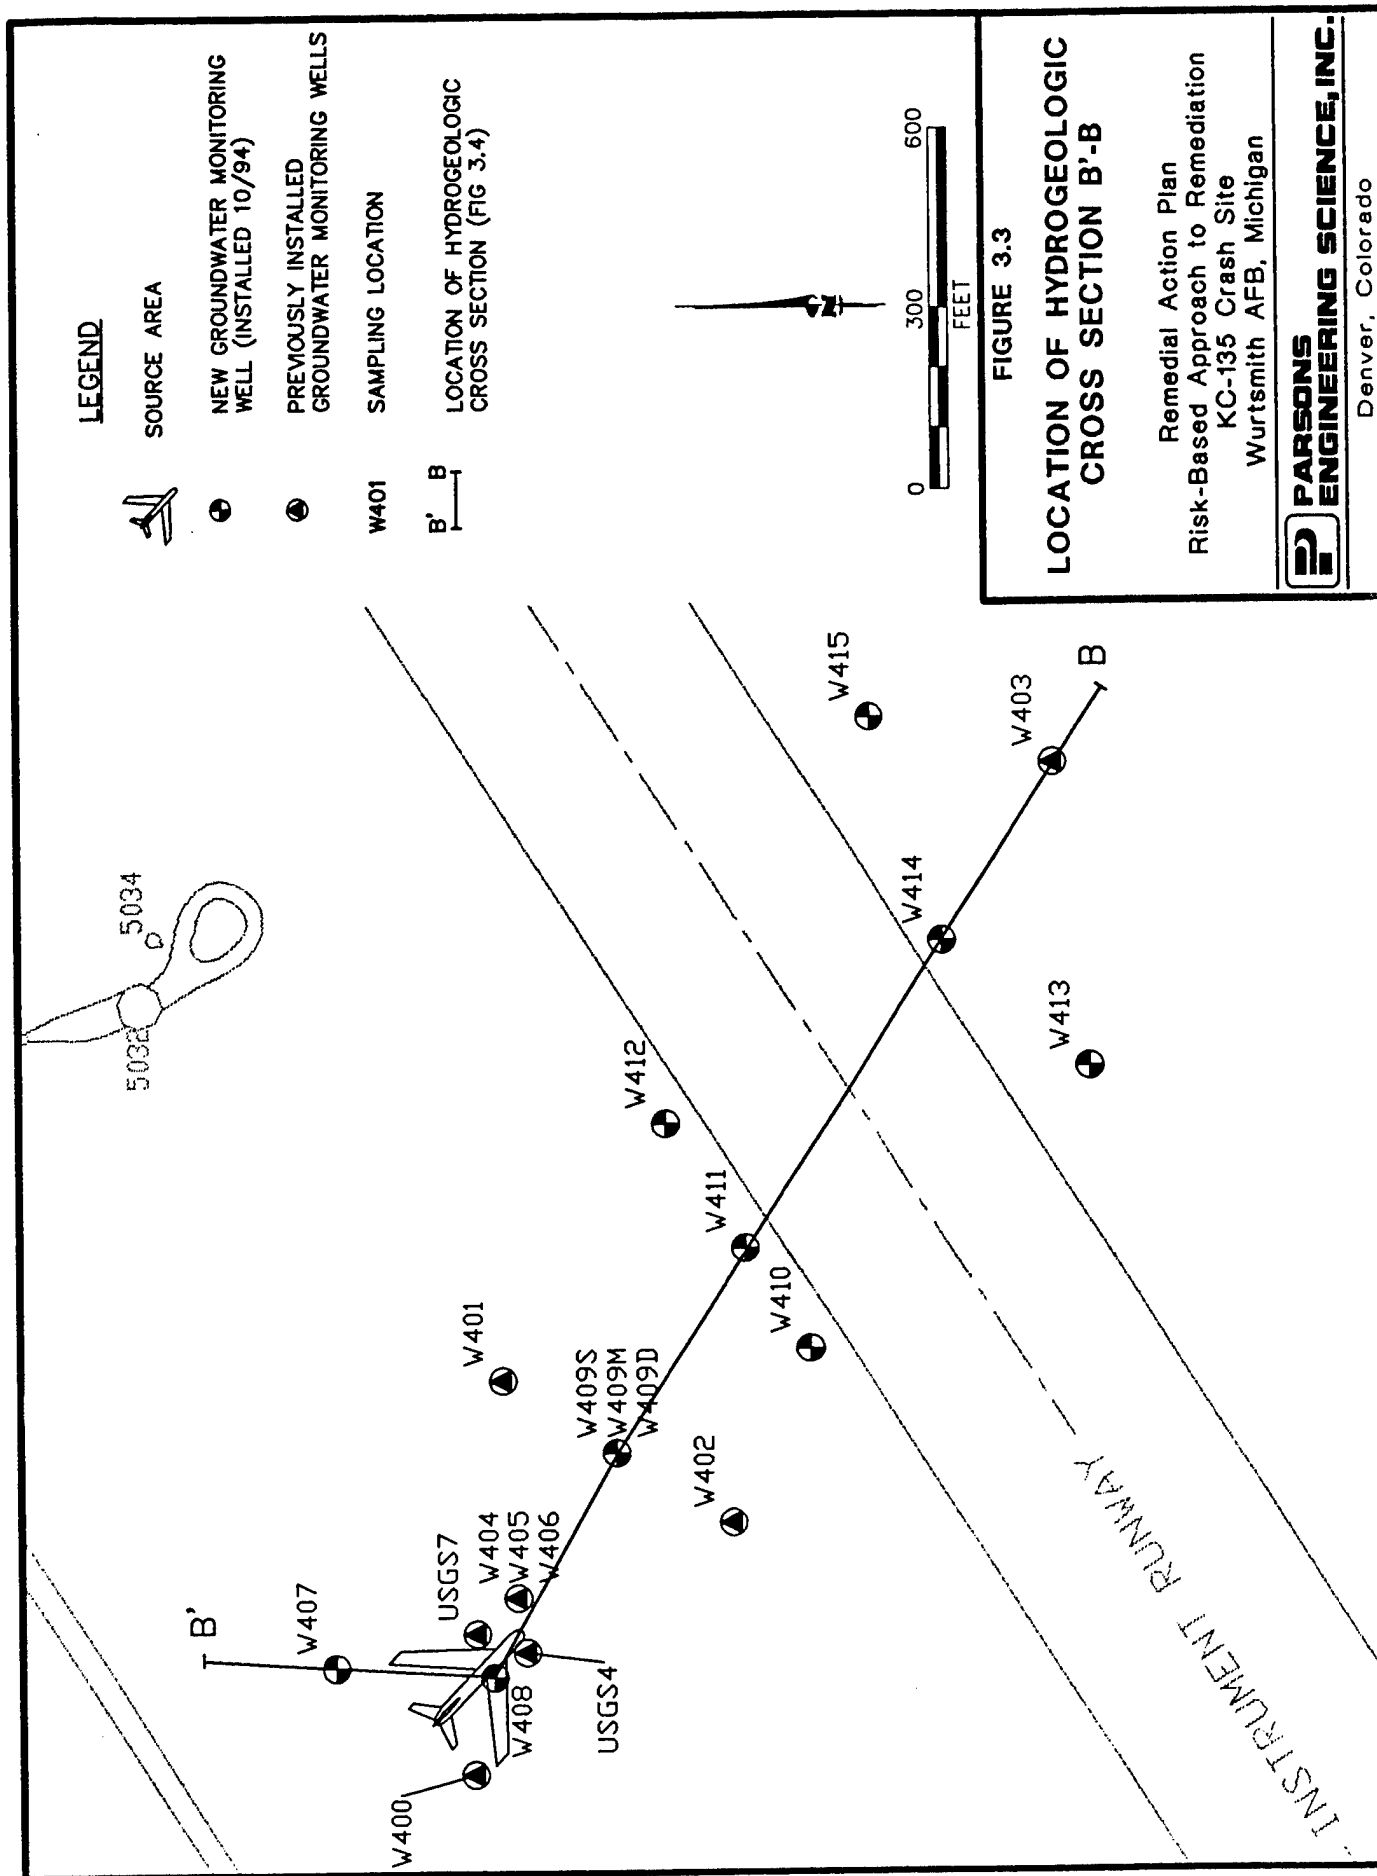 LEGEND
SOURCE AREA
NEW GROUNDWATER MONITORING
WELL (INSTALLED 10/94)
PREVIOUSLY INSTALLED
GROUNDWATER MONITORING WELLS
W401
SAMPLING LOCATION
B' B
LOCATION OF HYDROGEOLOGIC
CROSS SECTION (FIG 3.4)
5032
5034
B'
W407
USGS7
W404
W405
W406
W400
W408
USGS4
W401
W409S
W409M
W409D
W402
W412
W411
W410
W415
W414
W403
W413
B
INSTRUMENT RUNWAY
0 300 600
FEET
FIGURE 3.3
LOCATION OF HYDROGEOLOGIC
CROSS SECTION B'-B
Remedial Action Plan
Risk-Based Approach to Remediation
KC-135 Crash Site
Wurtsmith AFB, Michigan
PARSONS
ENGINEERING SCIENCE, INC.
Denver, Colorado